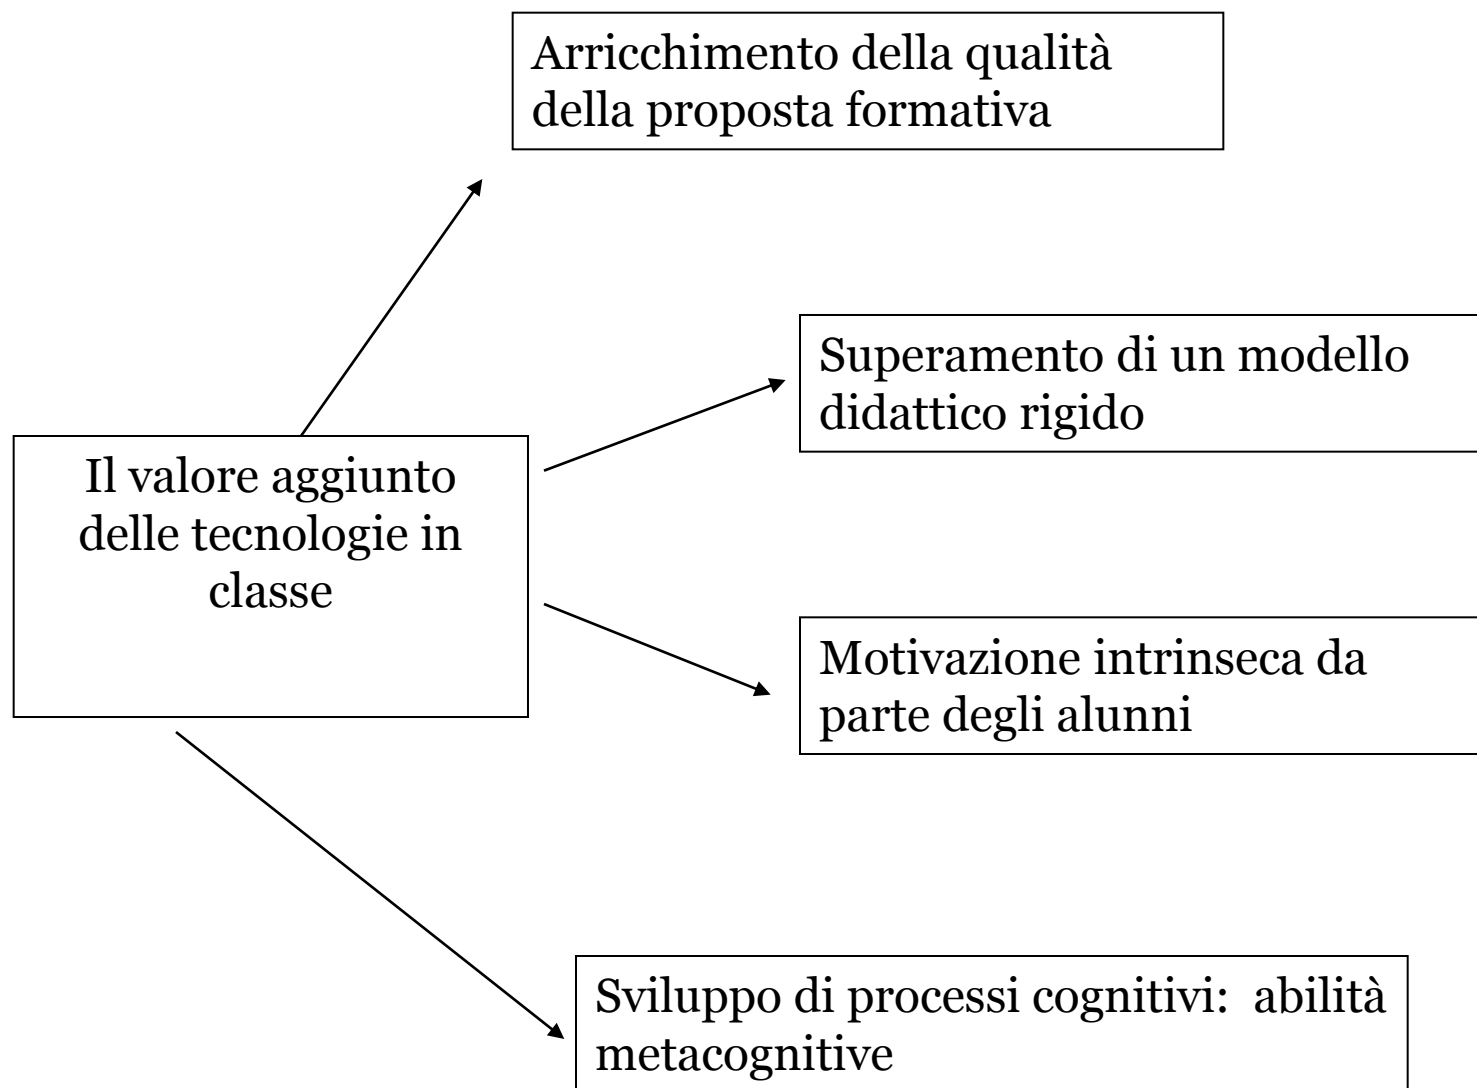 Arricchimento della qualità
della proposta formativa
Superamento di un modello
didattico rigido
Il valore aggiunto
delle tecnologie in
classe
Motivazione intrinseca da
parte degli alunni
Sviluppo di processi cognitivi:  abilità
metacognitive